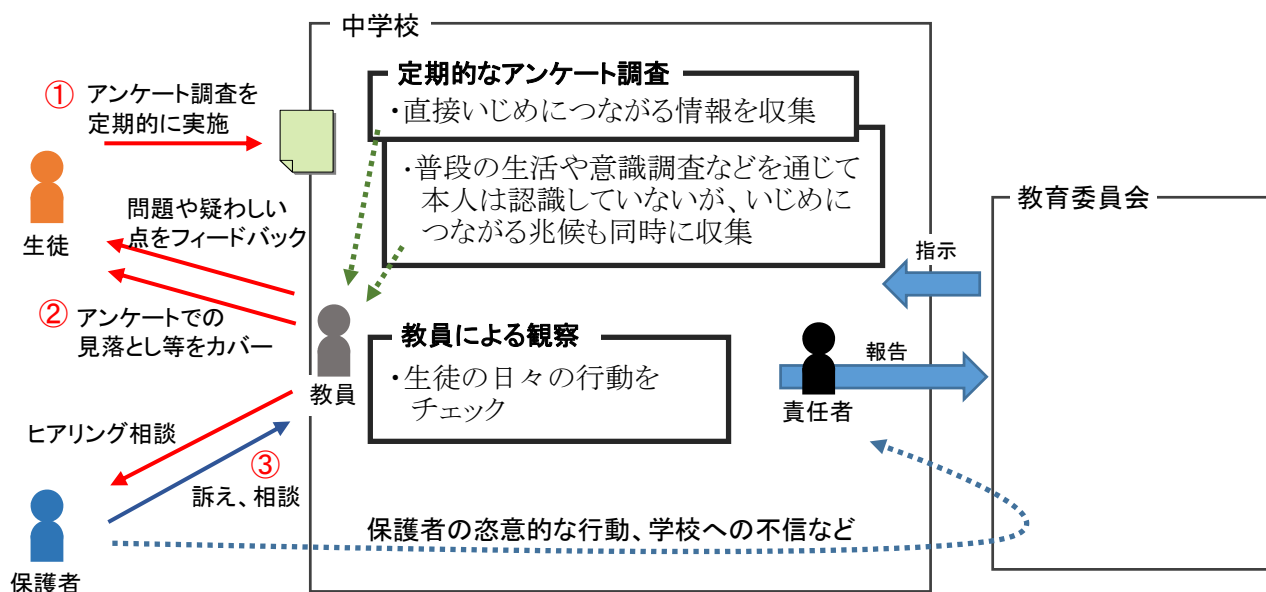 中学校
定期的なアンケート調査
・直接いじめにつながる情報を収集
・普段の生活や意識調査などを通じて
本人は認識していないが、いじめに
つながる兆候も同時に収集
① アンケート調査を
定期的に実施
生徒
問題や疑わしい
点をフィードバック
② アンケートでの
見落とし等をカバー
教員
教員による観察
・生徒の日々の行動を
チェック
責任者
教育委員会
指示
報告
ヒアリング相談
③
訴え、相談
保護者の恣意的な行動、学校への不信など
保護者